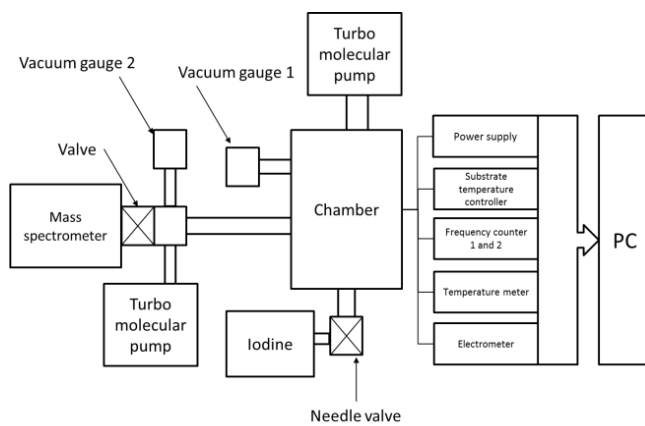 Turbo
molecular
pump
Vacuum gauge 2
Vacuum gauge 1
Valve
Mass
spectrometer
Chamber
Turbo
molecular
pump
Iodine
Needle valve
Power supply
Substrate
temperature
controller
Frequency counter
1 and 2
Temperature meter
Electrometer
PC